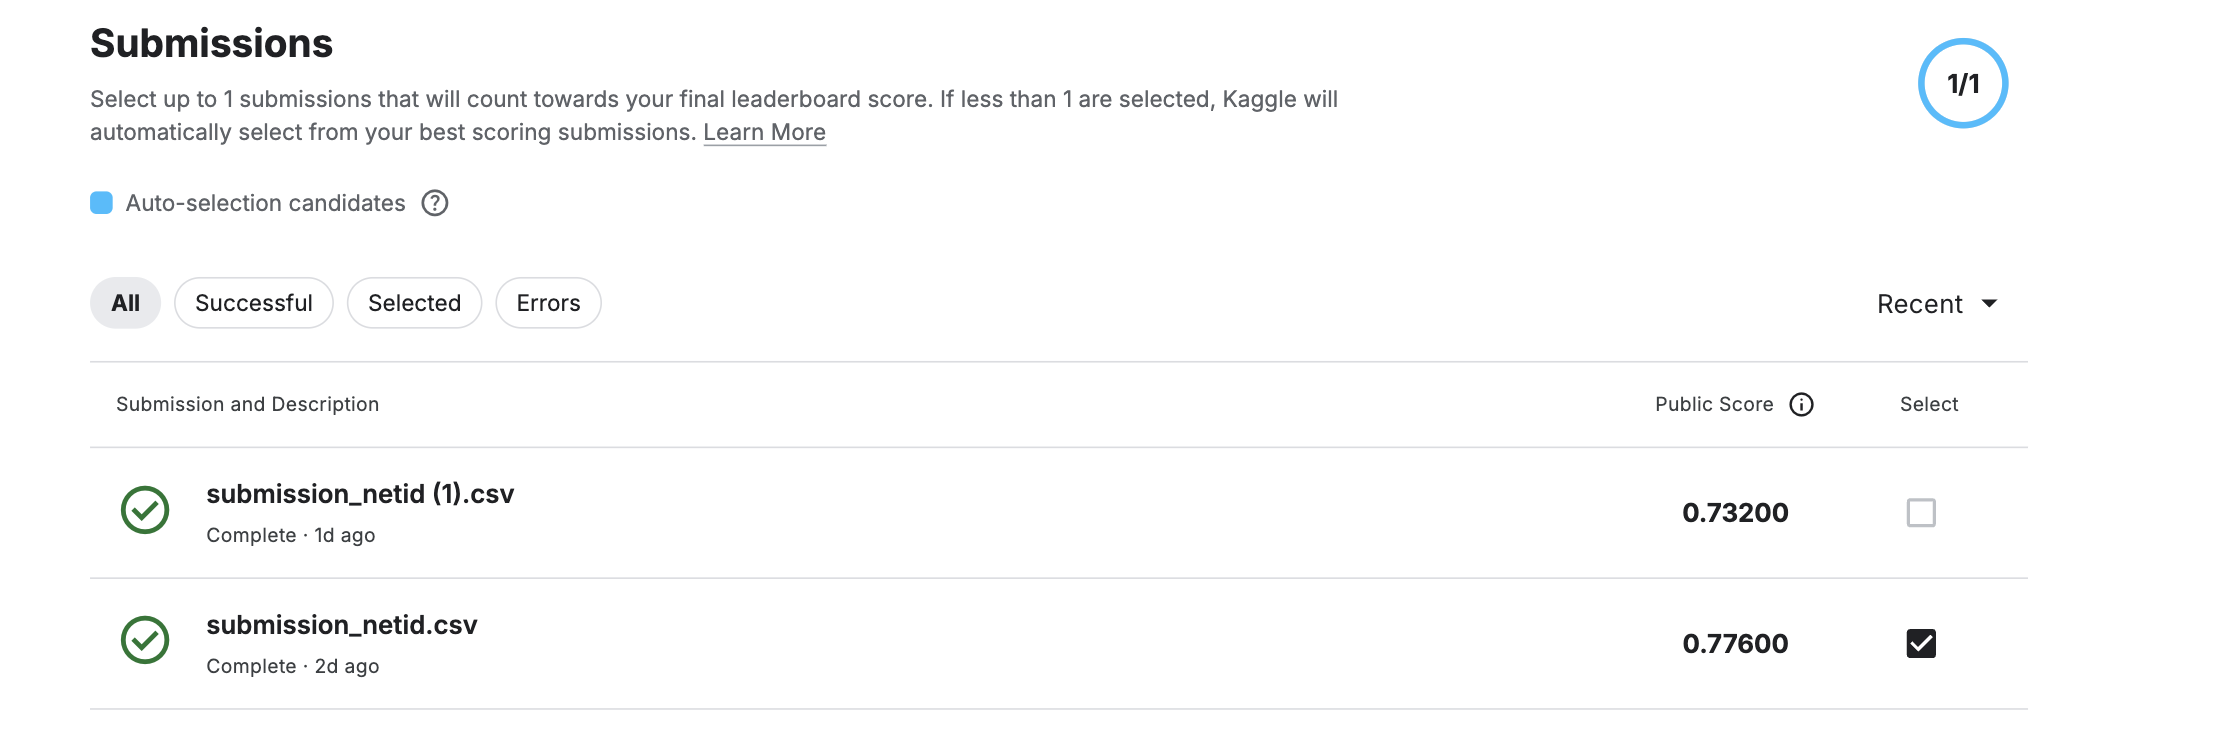 Submissions
1/1
Select up to 1 submissions that will count towards your final leaderboard score. If less than 1 are selected, Kaggle will
automatically select from your best scoring submissions. Learn More
Auto-selection candidates ?
All Successful Selected Errors Recent
Submission and Description Public Score Select
submission_netid (1).csv
Complete · 1d ago
0.73200
submission_netid.csv
Complete · 2d ago
0.77600